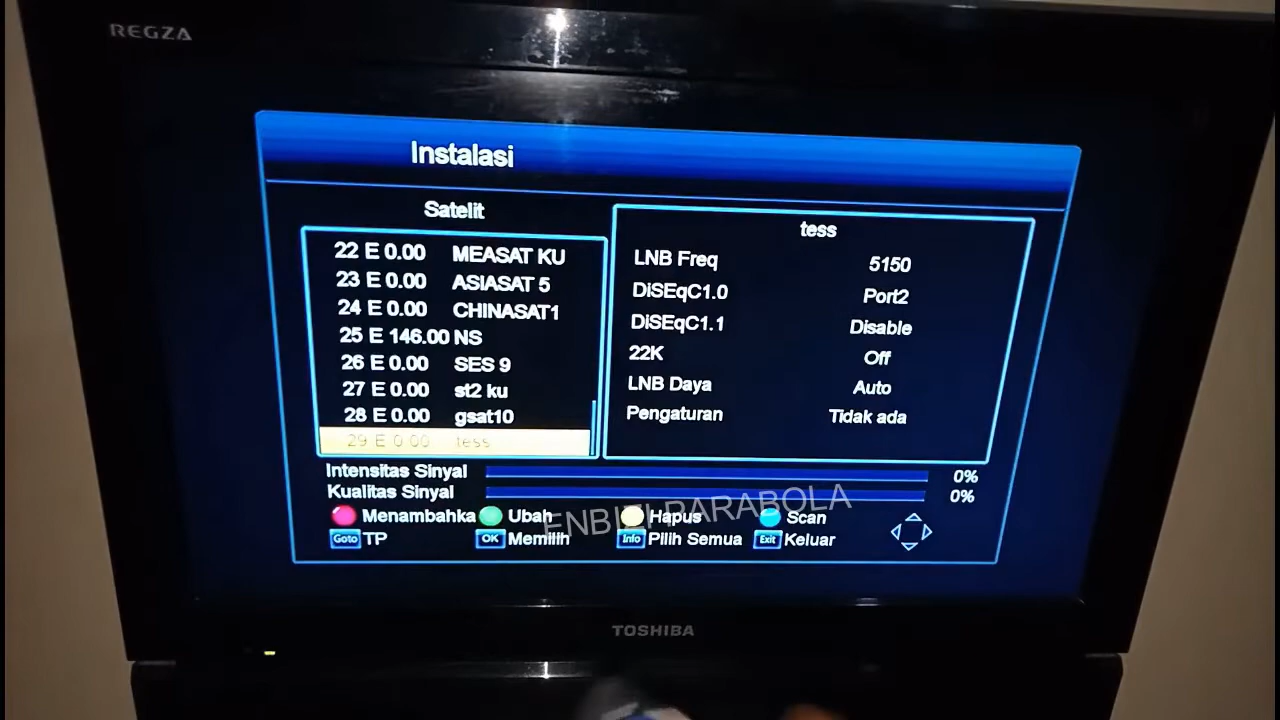 REGZA
Instalasi
Satelit
22 E 0.00 MEASAT KU
23 E 0.00 ASIASAT 5
24 E 0.00 CHINASAT1
25 E 146.00 NS
26 E 0.00 SES 9
27 E 0.00 st2 ku
28 E 0.00 gsat10
29 E 0.00 tess
tess
LNB Freq 5150
DiSEqC1.0 Port2
DiSEqC1.1 Disable
22K Off
LNB Daya Auto
Pengaturan Tidak ada
Intensitas Sinyal 0%
Kualitas Sinyal 0%
Menambahka Ubah Hapus Scan
Goto TP OK Memilih Info Pilih Semua Exit Keluar
PARABOLA
TOSHIBA